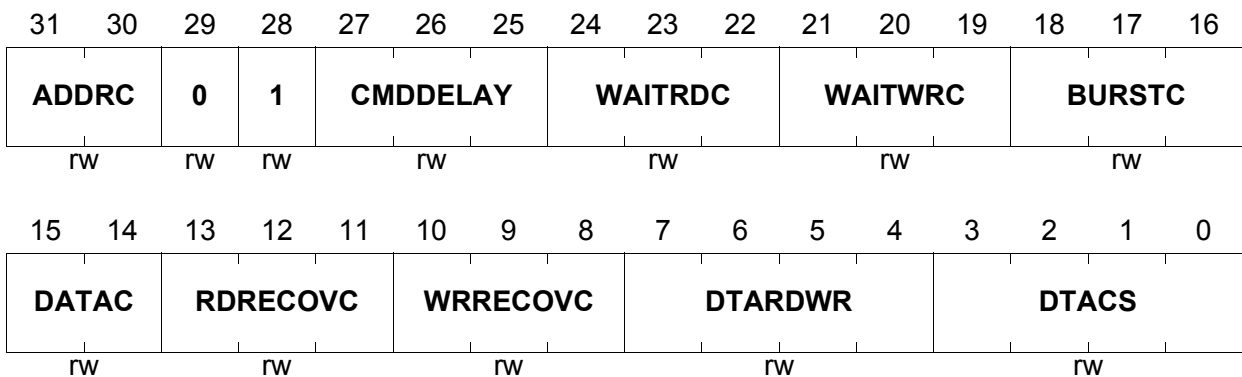 31 30 29 28 27 26 25 24 23 22 21 20 19 18 17 16
ADDRC 0 1 CMDDELAY WAITRDC WAITWRC BURSTC
rw rw rw rw rw rw rw
15 14 13 12 11 10 9 8 7 6 5 4 3 2 1 0
DATAC RDRECOVC WRRECOVC DTARDWR DTACS
rw rw rw rw rw